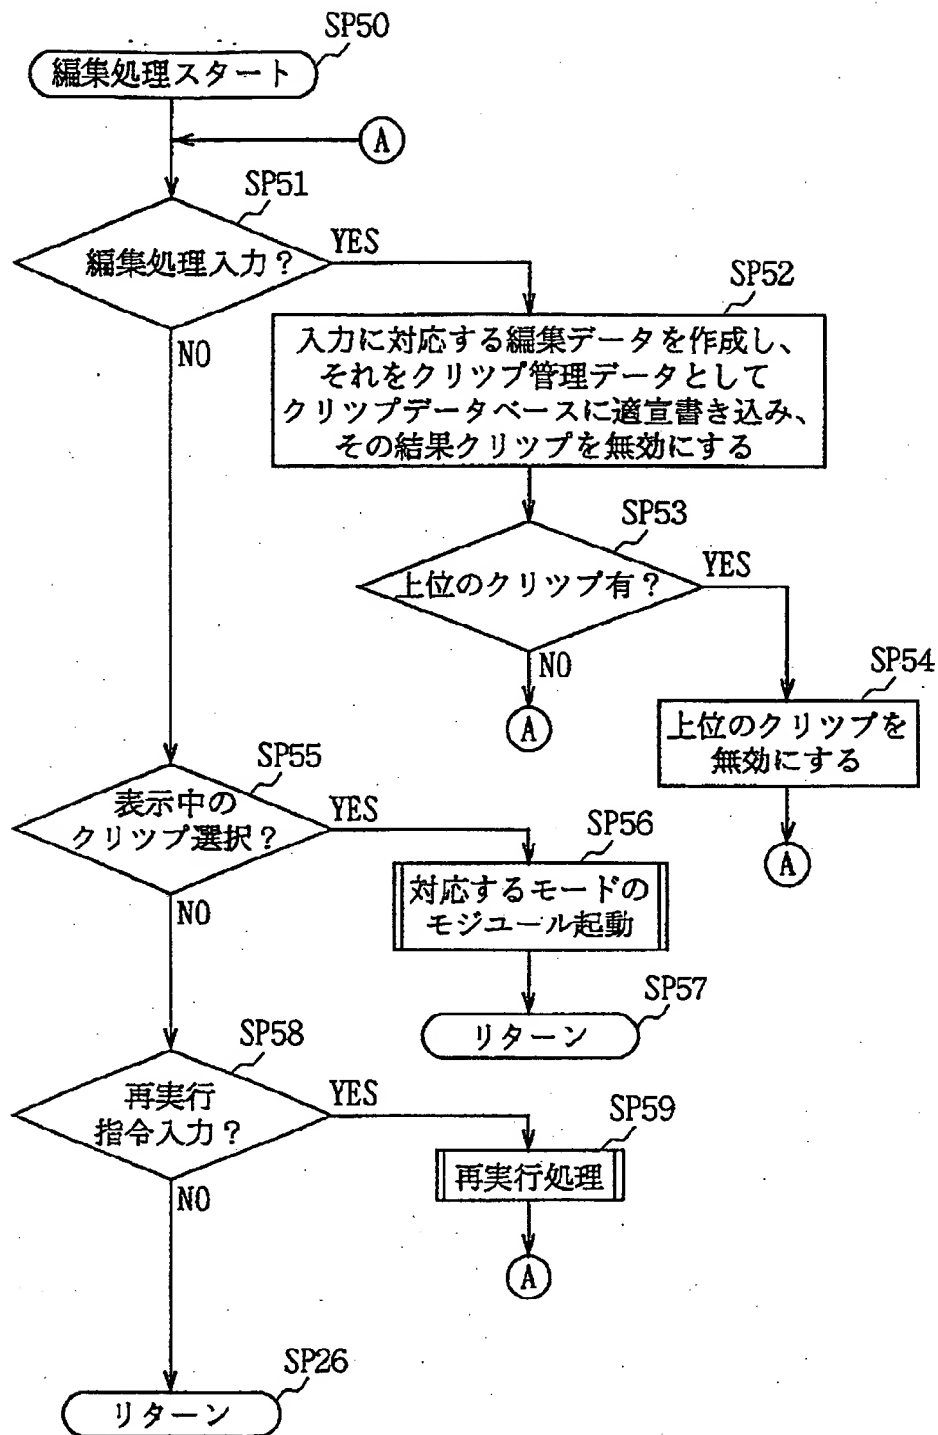 SP50
編集処理スタート
A
SP51
編集処理入力？
YES
NO
SP52
入力に対応する編集データを作成し、
それをクリツプ管理データとして
クリツプデータベースに適宜書き込み、
その結果クリツプを無効にする
SP53
上位のクリツプ有？
YES
NO
A
SP54
上位のクリツプを
無効にする
A
SP55
表示中の
クリツプ選択？
YES
NO
SP56
対応するモードの
モジユール起動
SP57
リターン
SP58
再実行
指令入力？
YES
NO
SP59
再実行処理
A
SP26
リターン